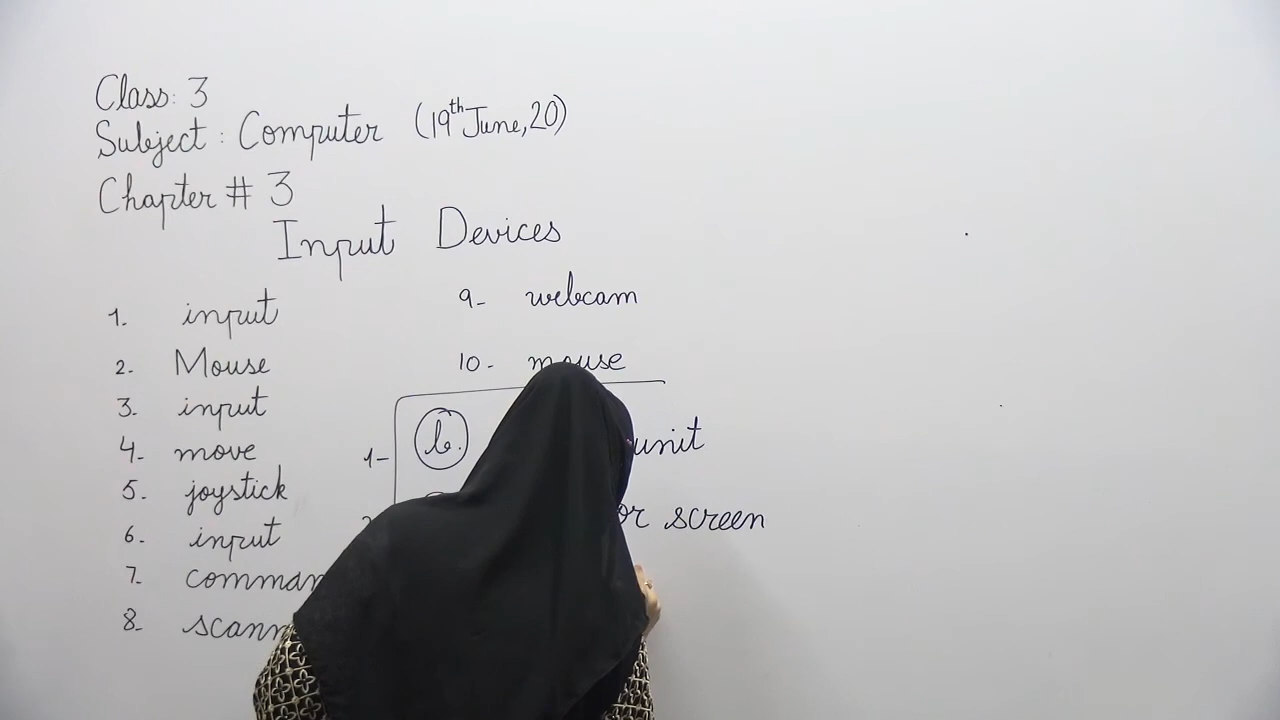 Class: 3
Subject: Computer (19th June, 20)
Chapter # 3
Input Devices
1. input
2. Mouse
3. input
4. move
5. joystick
6. input
7.
8.
9- webcam
10- mouse
1- b. unit
screen